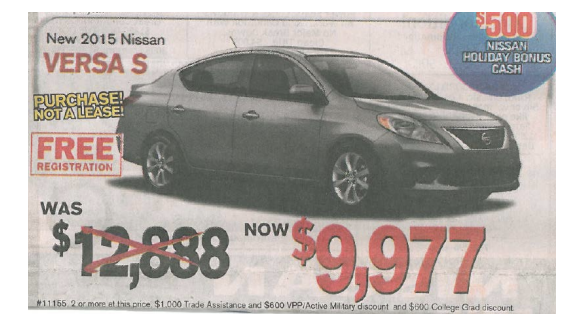 New 2015 Nissan
VERSA S
PURCHASE!
NOT A LEASE!
FREE
REGISTRATION
$500
NISSAN
HOLIDAY BONUS
CASH
WAS
$12,888
NOW $9,977
#11155, 2 or more at this price. $1,000 Trade Assistance and $600 VPP/Active Military discount and $600 College Grad discount.